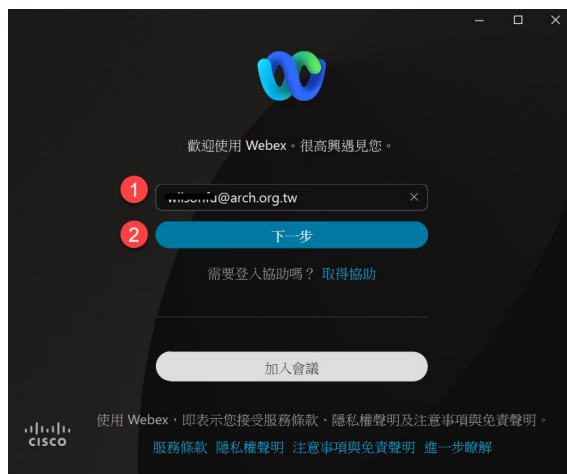 歡迎使用 Webex。很高興遇見您。
1
@arch.org.tw
2 下一步
需要登入協助嗎？ 取得協助
加入會議
使用 Webex，即表示您接受服務條款、隱私權聲明及注意事項與免責聲明。
CISCO
服務條款 隱私權聲明 注意事項與免責聲明 進一步瞭解